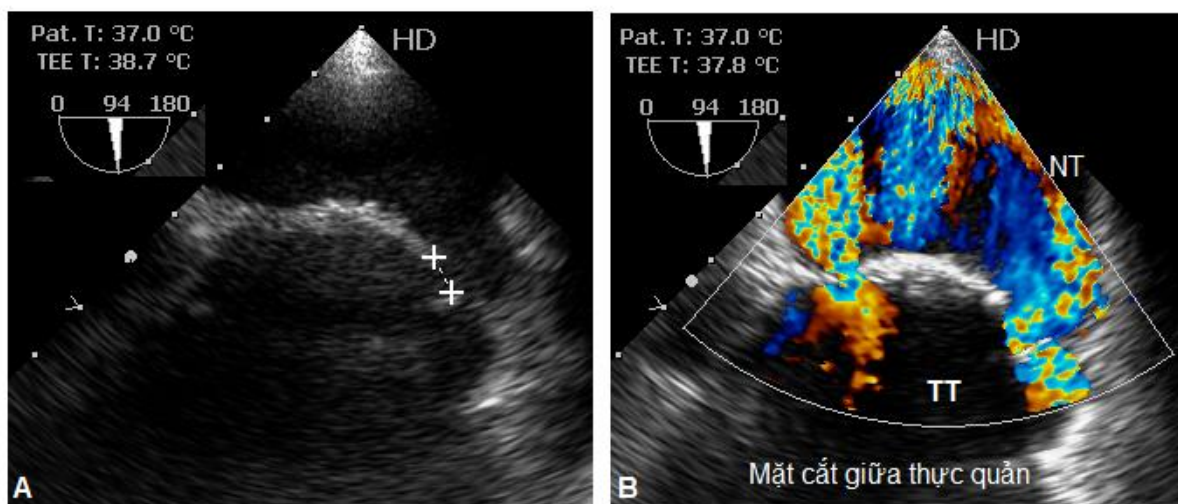 Pat. T: 37.0 °C
TEE T: 38.7 °C
0 94 180
HD
A
Pat. T: 37.0 °C
TEE T: 37.8 °C
0 94 180
HD
NT
TT
Mặt cắt giữa thực quản
B